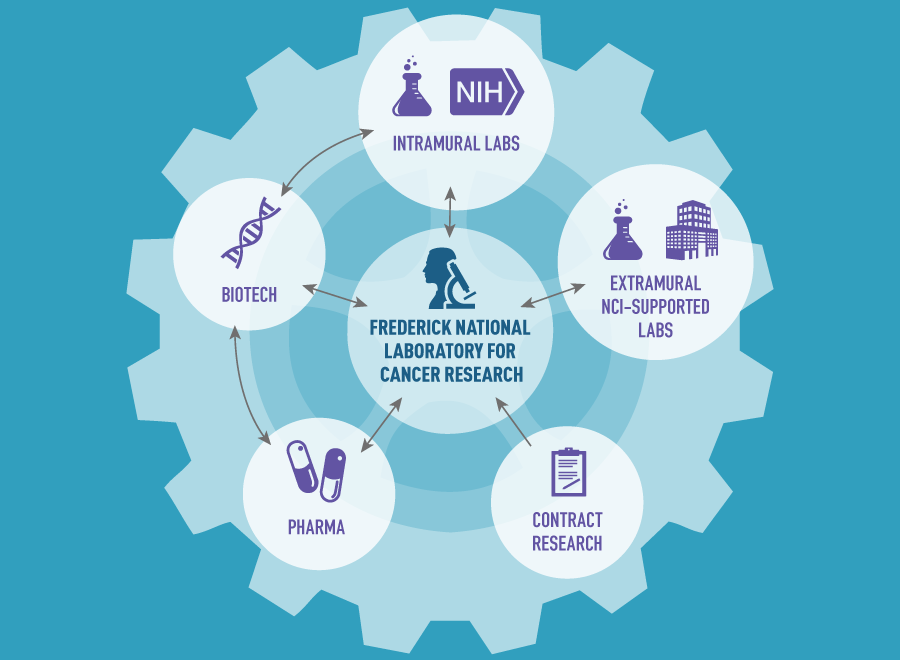 NIH
INTRAMURAL LABS
BIOTECH
EXTRAMURAL
NCI-SUPPORTED
LABS
FREDERICK NATIONAL
LABORATORY FOR
CANCER RESEARCH
PHARMA
CONTRACT
RESEARCH